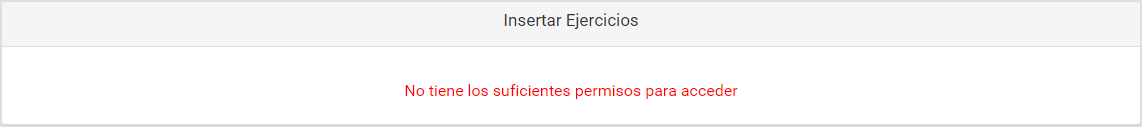 Insertar Ejercicios
No tiene los suficientes permisos para acceder